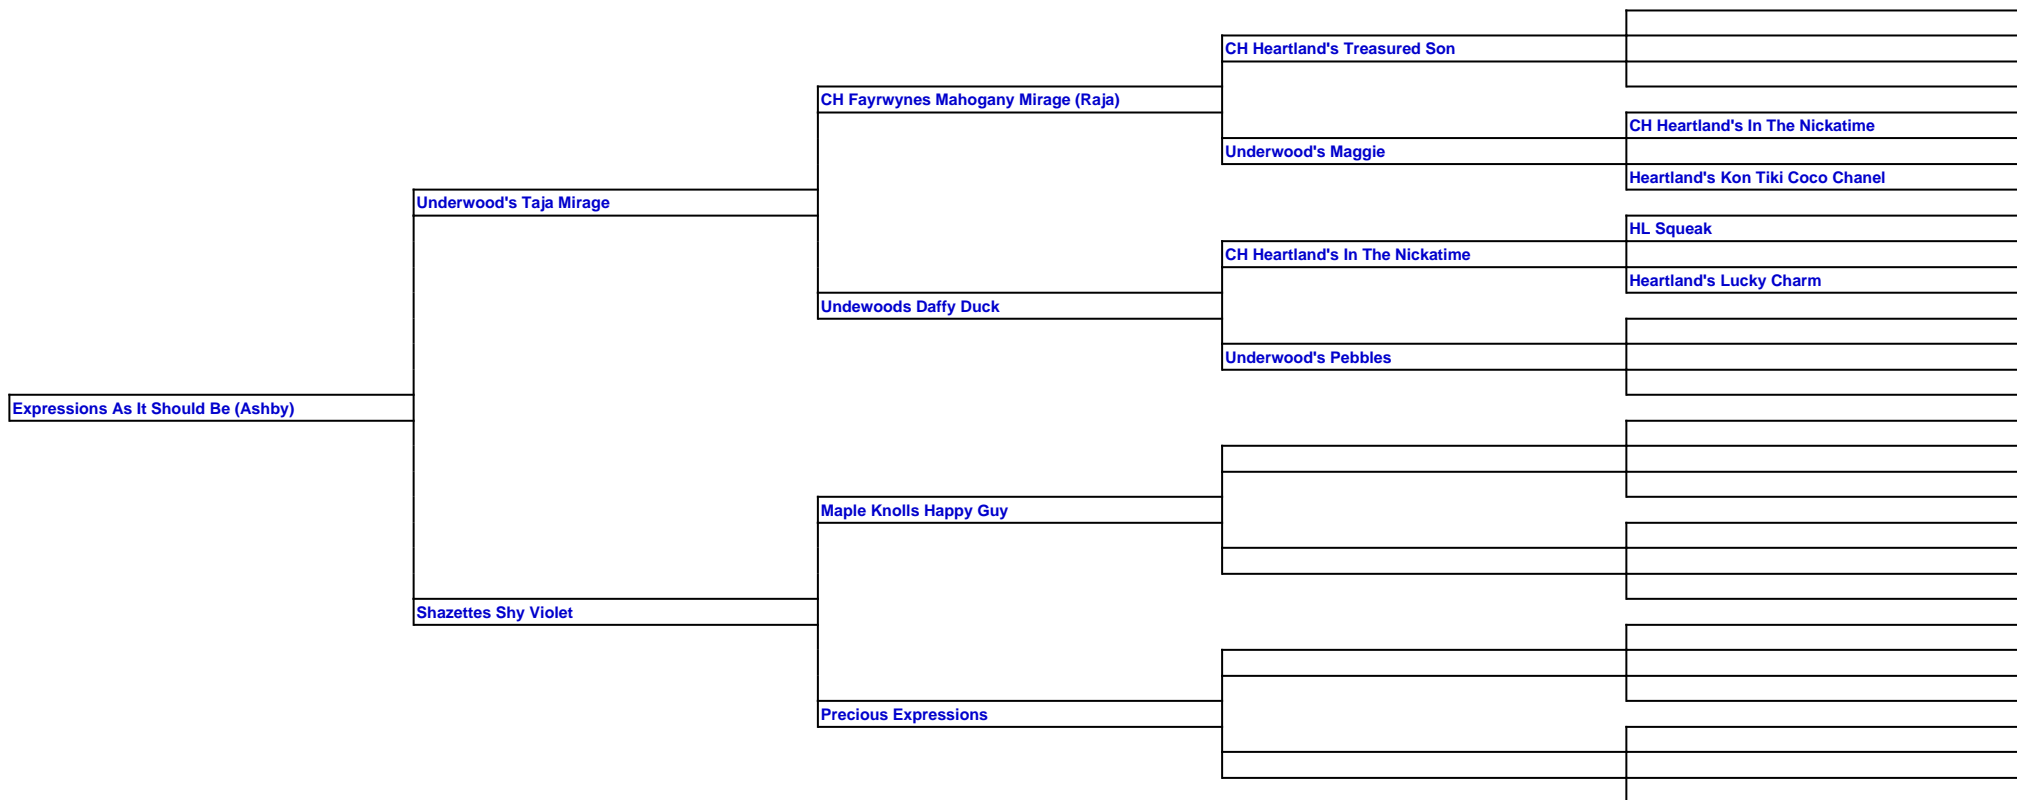 CH Heartland's Treasured Son
CH Fayrwynes Mahogany Mirage (Raja)
CH Heartland's In The Nickatime
Underwood's Maggie
Heartland's Kon Tiki Coco Chanel
Underwood's Taja Mirage
HL Squeak
CH Heartland's In The Nickatime
Heartland's Lucky Charm
Undewoods Daffy Duck
Underwood's Pebbles
Expressions As It Should Be (Ashby)
Maple Knolls Happy Guy
Shazettes Shy Violet
Precious Expressions